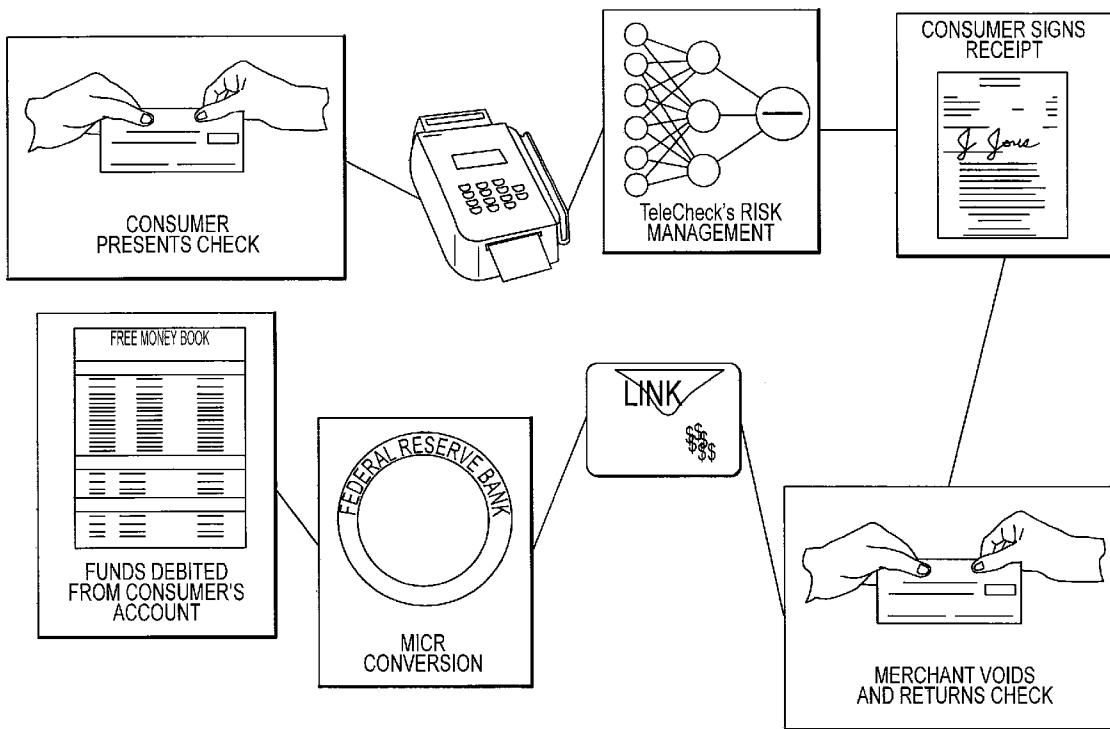 CONSUMER
PRESENTS CHECK
TeleCheck's RISK
MANAGEMENT
CONSUMER SIGNS
RECEIPT
J Jones
FREE MONEY BOOK
FUNDS DEBITED
FROM CONSUMER'S
ACCOUNT
FEDERAL RESERVE BANK
MICR
CONVERSION
LINK
$$$$$$$
MERCHANT VOIDS
AND RETURNS CHECK